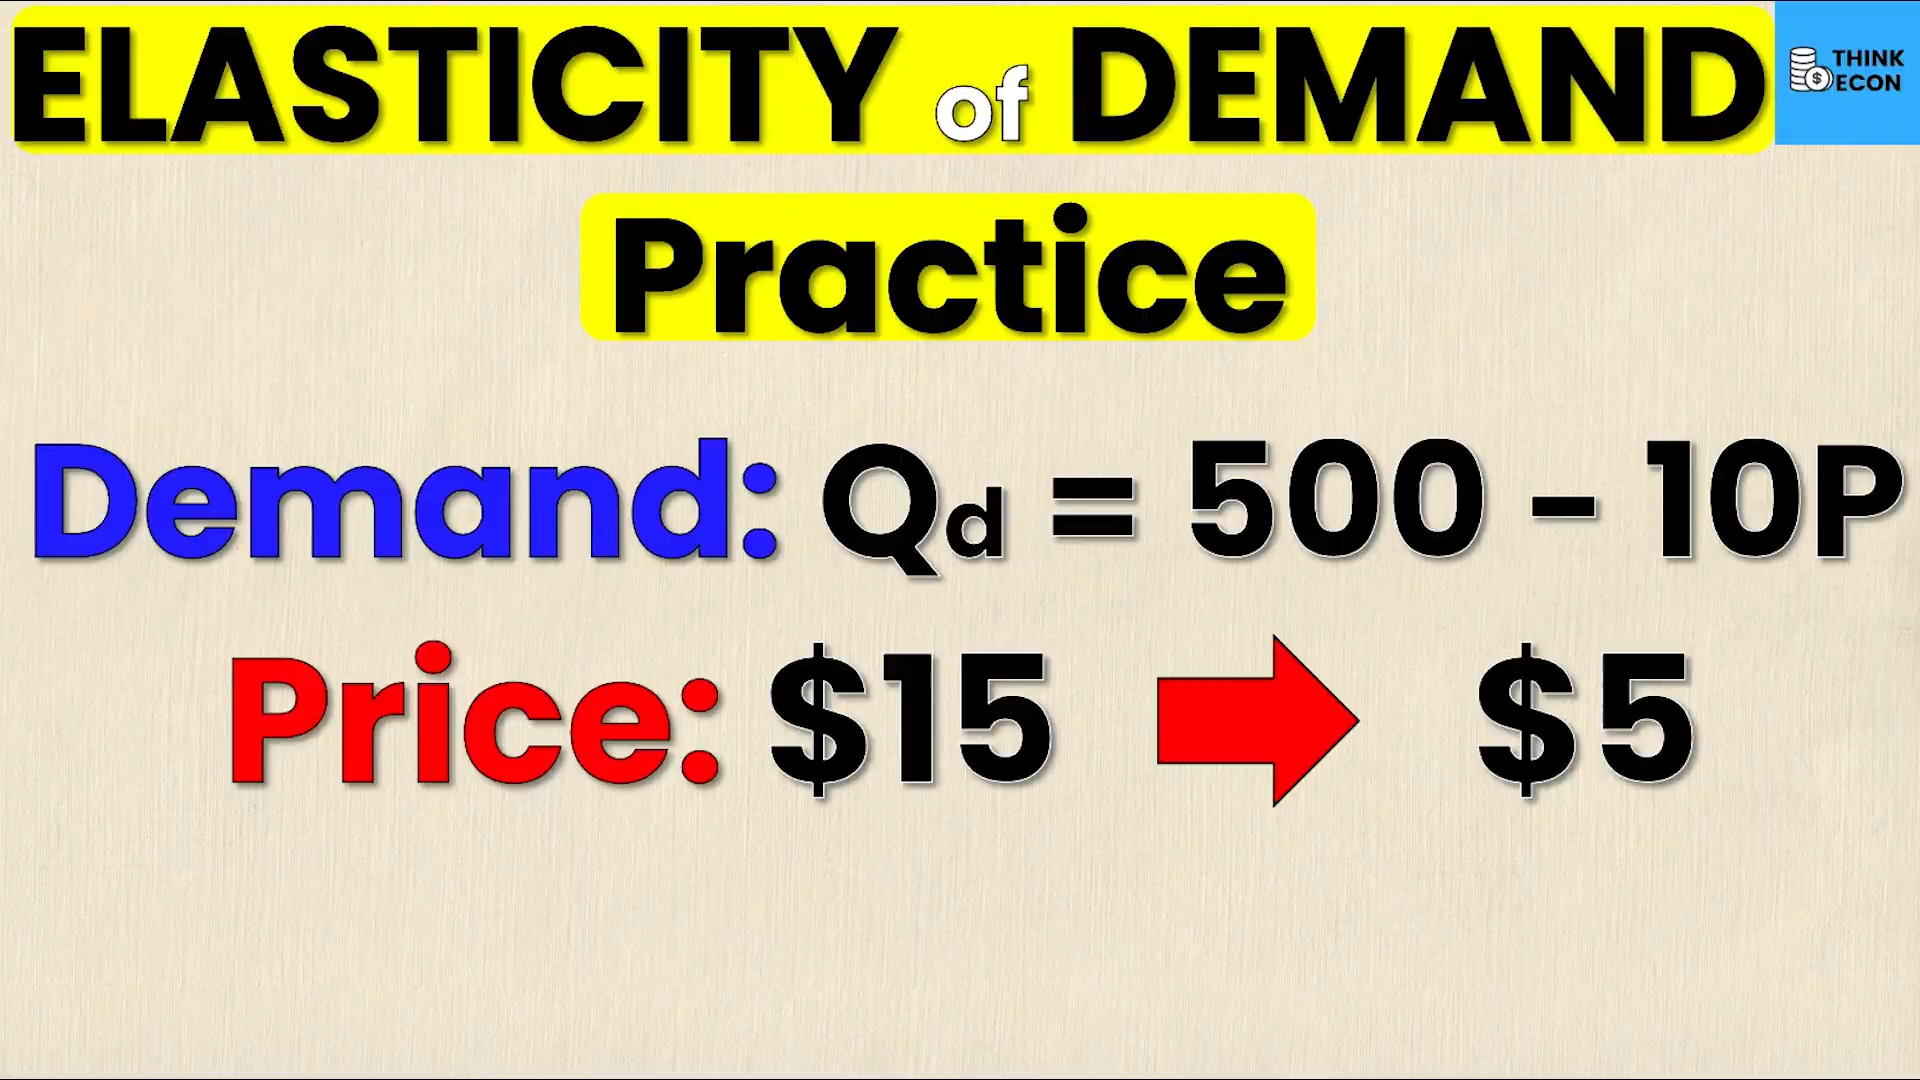 ELASTICITY of DEMAND
THINK
ECON
Practice
Demand: Qd = 500 - 10P
Price: $15 $5